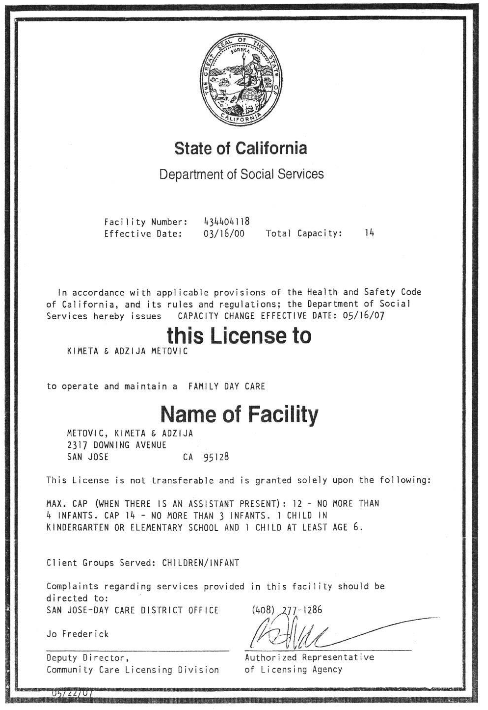 THE GREAT SEAL OF THE STATE OF CALIFORNIA
EUREKA
State of California
Department of Social Services
Facility Number: 434404118
Effective Date: 03/16/00 Total Capacity: 14
In accordance with applicable provisions of the Health and Safety Code
of California, and its rules and regulations; the Department of Social
Services hereby issues CAPACITY CHANGE EFFECTIVE DATE: 05/16/07
this License to
KIMETA & ADZIJA METOVIC
to operate and maintain a FAMILY DAY CARE
Name of Facility
METOVIC, KIMETA & ADZIJA
2317 DOWNING AVENUE
SAN JOSE CA 95128
This License is not transferable and is granted solely upon the following:
MAX. CAP (WHEN THERE IS AN ASSISTANT PRESENT): 12 - NO MORE THAN
4 INFANTS. CAP 14 - NO MORE THAN 3 INFANTS. 1 CHILD IN
KINDERGARTEN OR ELEMENTARY SCHOOL AND 1 CHILD AT LEAST AGE 6.
Client Groups Served: CHILDREN/INFANT
Complaints regarding services provided in this facility should be
directed to:
SAN JOSE-DAY CARE DISTRICT OFFICE (408) 277-1286
Jo Frederick
Deputy Director, Authorized Representative
Community Care Licensing Division of Licensing Agency
05/22/07